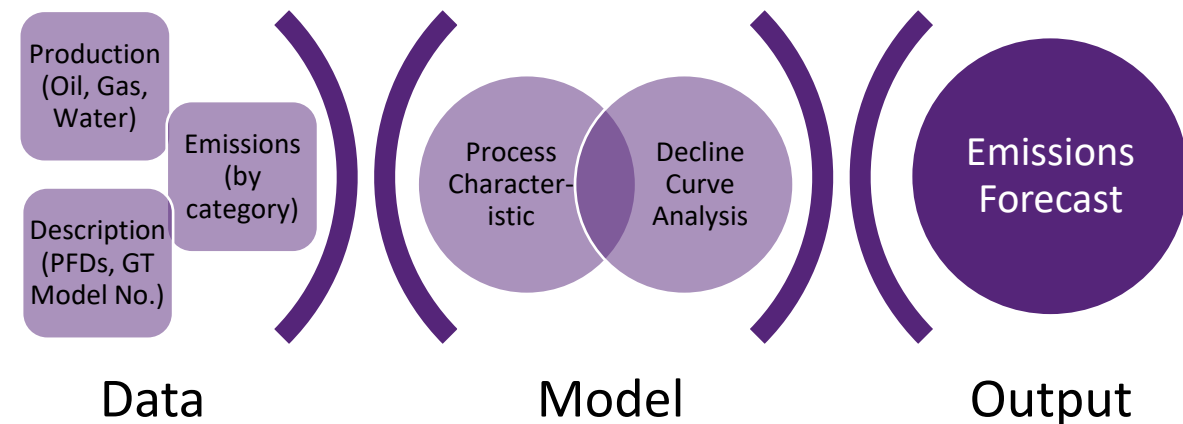 Production
(Oil, Gas,
Water)
Emissions
(by
category)
Description
(PFDs, GT
Model No.)
Process
Character-
istic
Decline
Curve
Analysis
Emissions
Forecast
Data
Model
Output